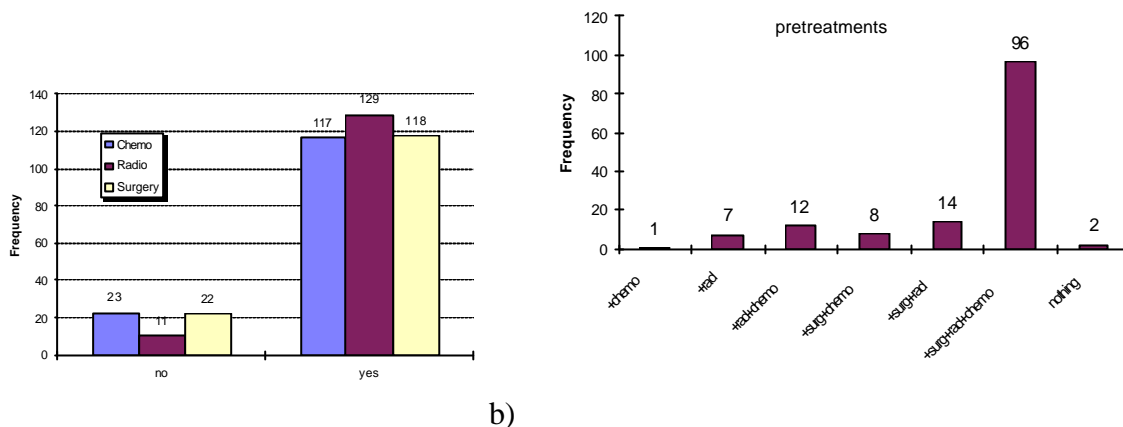 140
120
100
80
60
40
20
0
Frequency
Chemo
Radio
Surgery
23
11
22
117
129
118
no
yes
pretreatments
120
100
80
60
40
20
0
Frequency
1
7
12
8
14
96
2
+chemo
+rad
+rad+chemo
+surg+chemo
+surg+rad
+surg+rad+chemo
nothing
b)